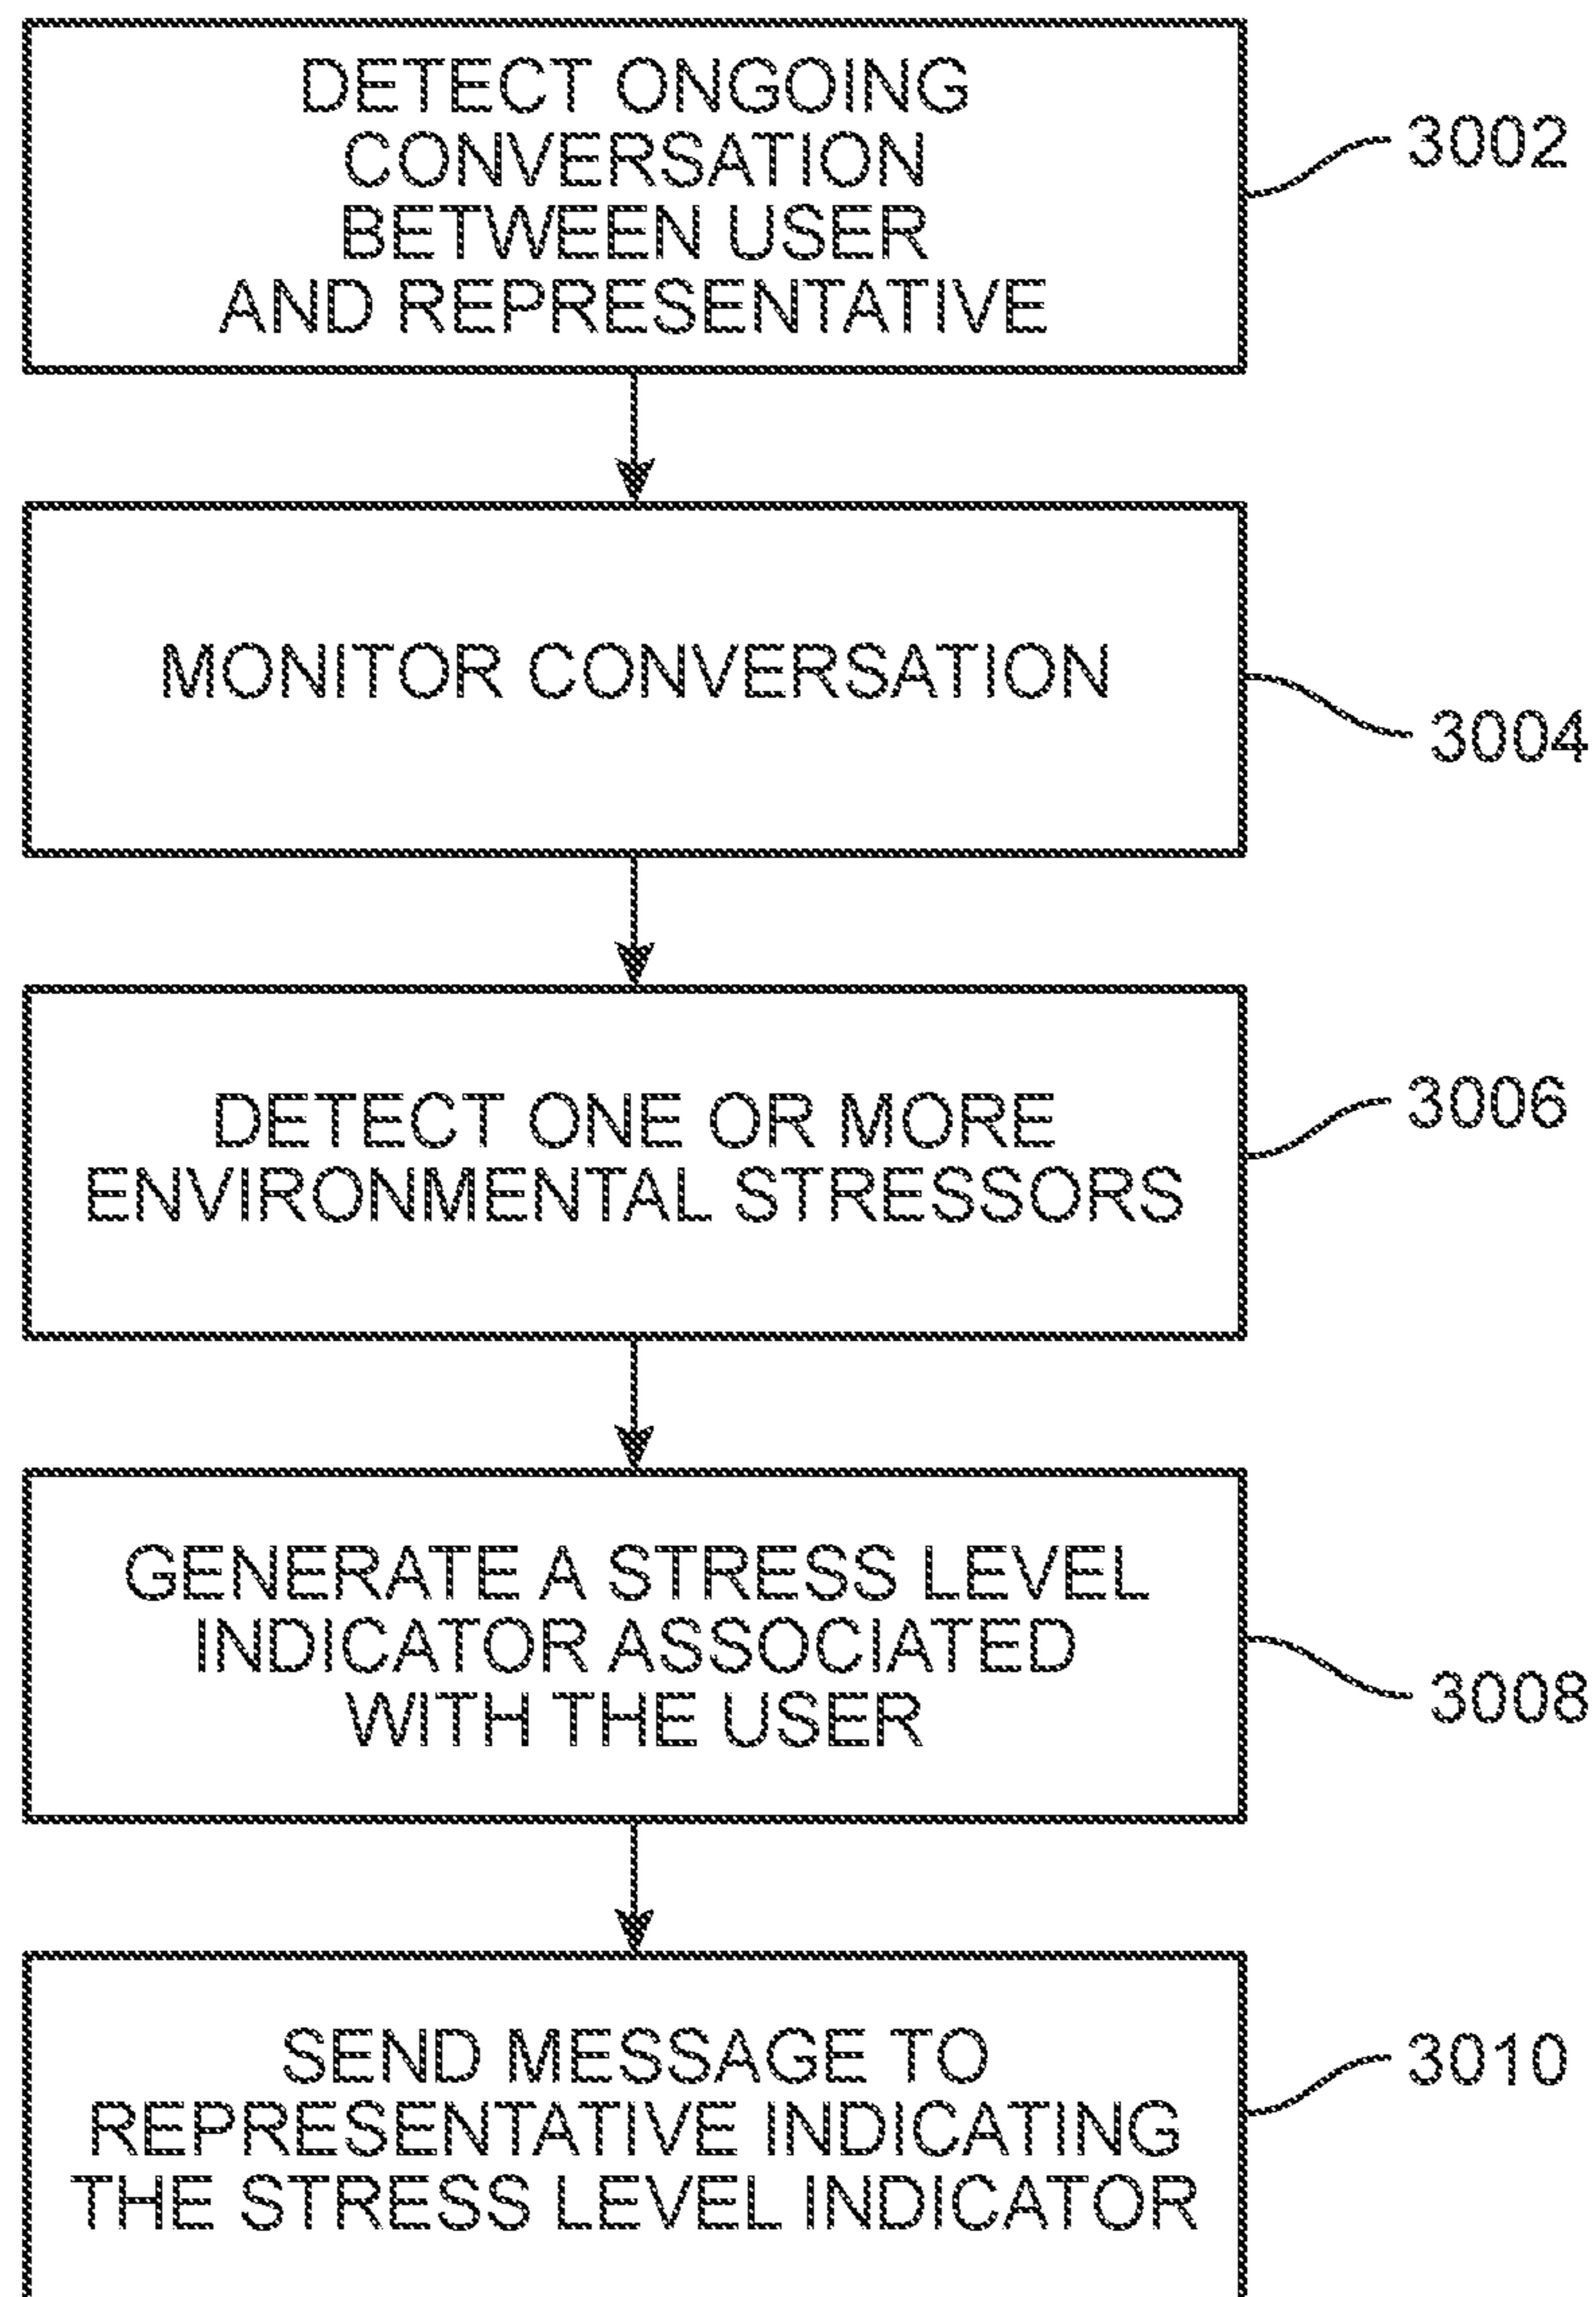 DETECT ONGOING
CONVERSATION
BETWEEN USER
AND REPRESENTATIVE
3002
MONITOR CONVERSATION
3004
DETECT ONE OR MORE
ENVIRONMENTAL STRESSORS
3006
GENERATE A STRESS LEVEL
INDICATOR ASSOCIATED
WITH THE USER
3008
SEND MESSAGE TO
REPRESENTATIVE INDICATING
THE STRESS LEVEL INDICATOR
3010